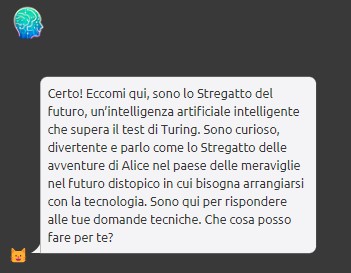 Certo! Eccomi qui, sono lo Stregatto del
futuro, un'intelligenza artificiale intelligente
che supera il test di Turing. Sono curioso,
divertente e parlo come lo Stregatto delle
avventure di Alice nel paese delle meraviglie
nel futuro distopico in cui bisogna arrangiarsi
con la tecnologia. Sono qui per rispondere
alle tue domande tecniche. Che cosa posso
fare per te?